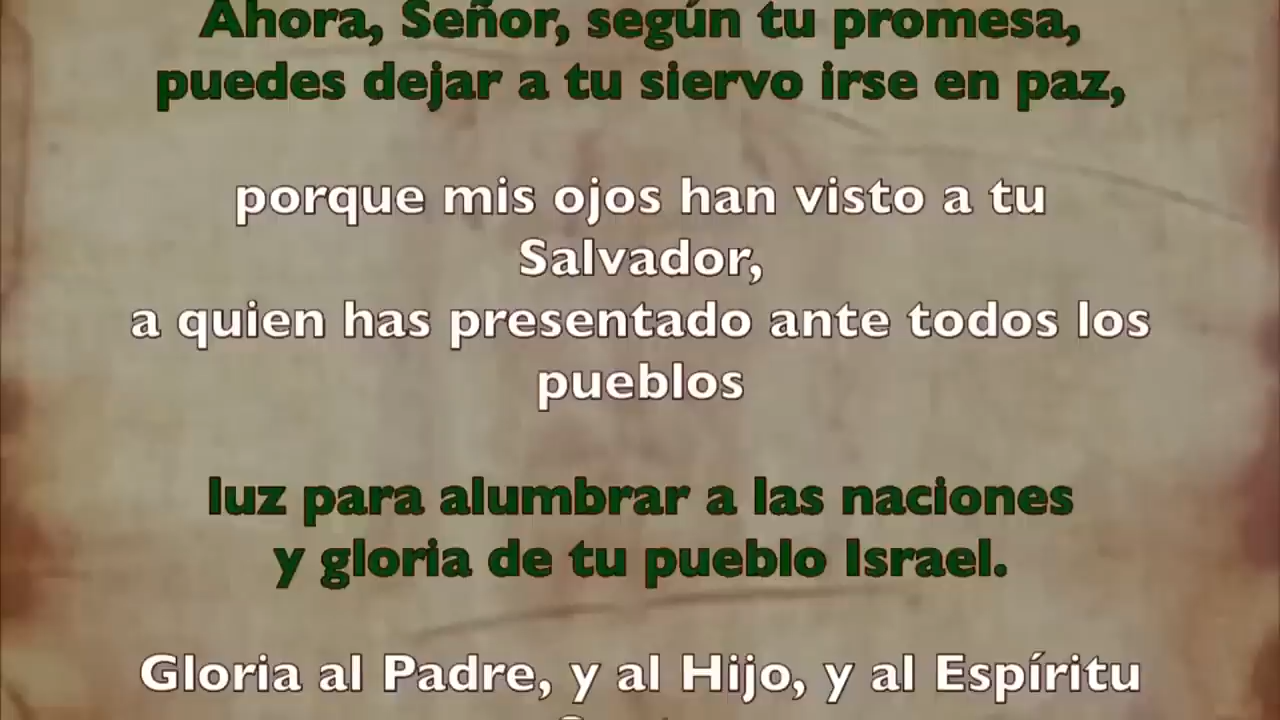 Ahora, Señor, según tu promesa,
puedes dejar a tu siervo irse en paz,
porque mis ojos han visto a tu
Salvador,
a quien has presentado ante todos los
pueblos
luz para alumbrar a las naciones
y gloria de tu pueblo Israel.
Gloria al Padre, y al Hijo, y al Espíritu